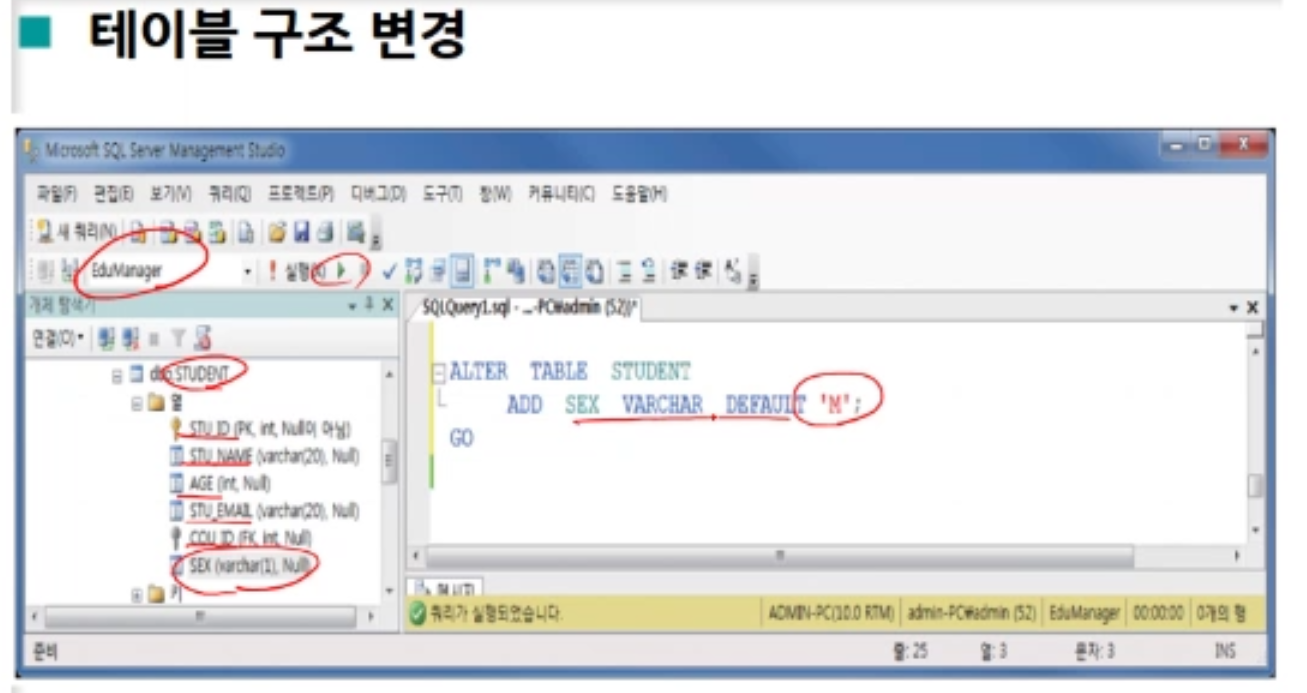 테이블 구조 변경
Microsoft SQL Server Management Studio
파일(F) 편집(E) 보기(V) 쿼리(Q) 프로젝트(P) 디버그(D) 도구(T) 창(W) 커뮤니티(C) 도움말(H)
새 쿼리(N)
EduManager 실행(X)
개체 탐색기
SQLQuery1.sql - ...-PC₩admin (52))*
연결(O)
dbo.STUDENT
열
STU_ID (PK, int, Null이 아님)
STU_NAME (varchar(20), Null)
AGE (int, Null)
STU_EMAIL (varchar(20), Null)
COU_ID (FK, int, Null)
SEX (varchar(1), Null)
키
ALTER TABLE STUDENT
ADD SEX VARCHAR DEFAULT 'M';
GO
메시지
쿼리가 실행되었습니다. ADMIN-PC(10.0 RTM) admin-PC₩admin (52) EduManager 00:00:00 0개의 행
준비 줄: 25 열: 3 문자: 3 INS